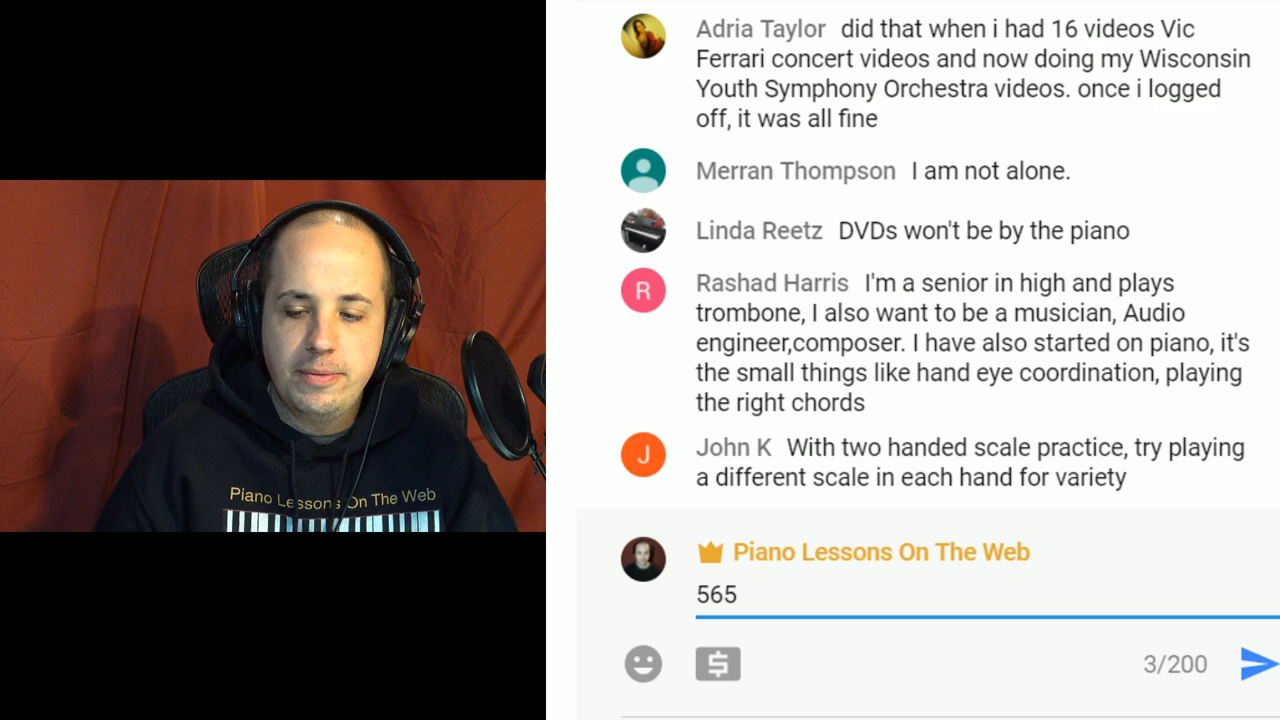 Adria Taylor did that when i had 16 videos Vic
Ferrari concert videos and now doing my Wisconsin
Youth Symphony Orchestra videos. once i logged
off, it was all fine
Merran Thompson I am not alone.
Linda Reetz DVDs won't be by the piano
R
Rashad Harris I'm a senior in high and plays
trombone, I also want to be a musician, Audio
engineer,composer. I have also started on piano, it's
the small things like hand eye coordination, playing
the right chords
J
John K With two handed scale practice, try playing
a different scale in each hand for variety
Piano Lessons On The Web
565
$
3/200
Piano Lessons On The Web